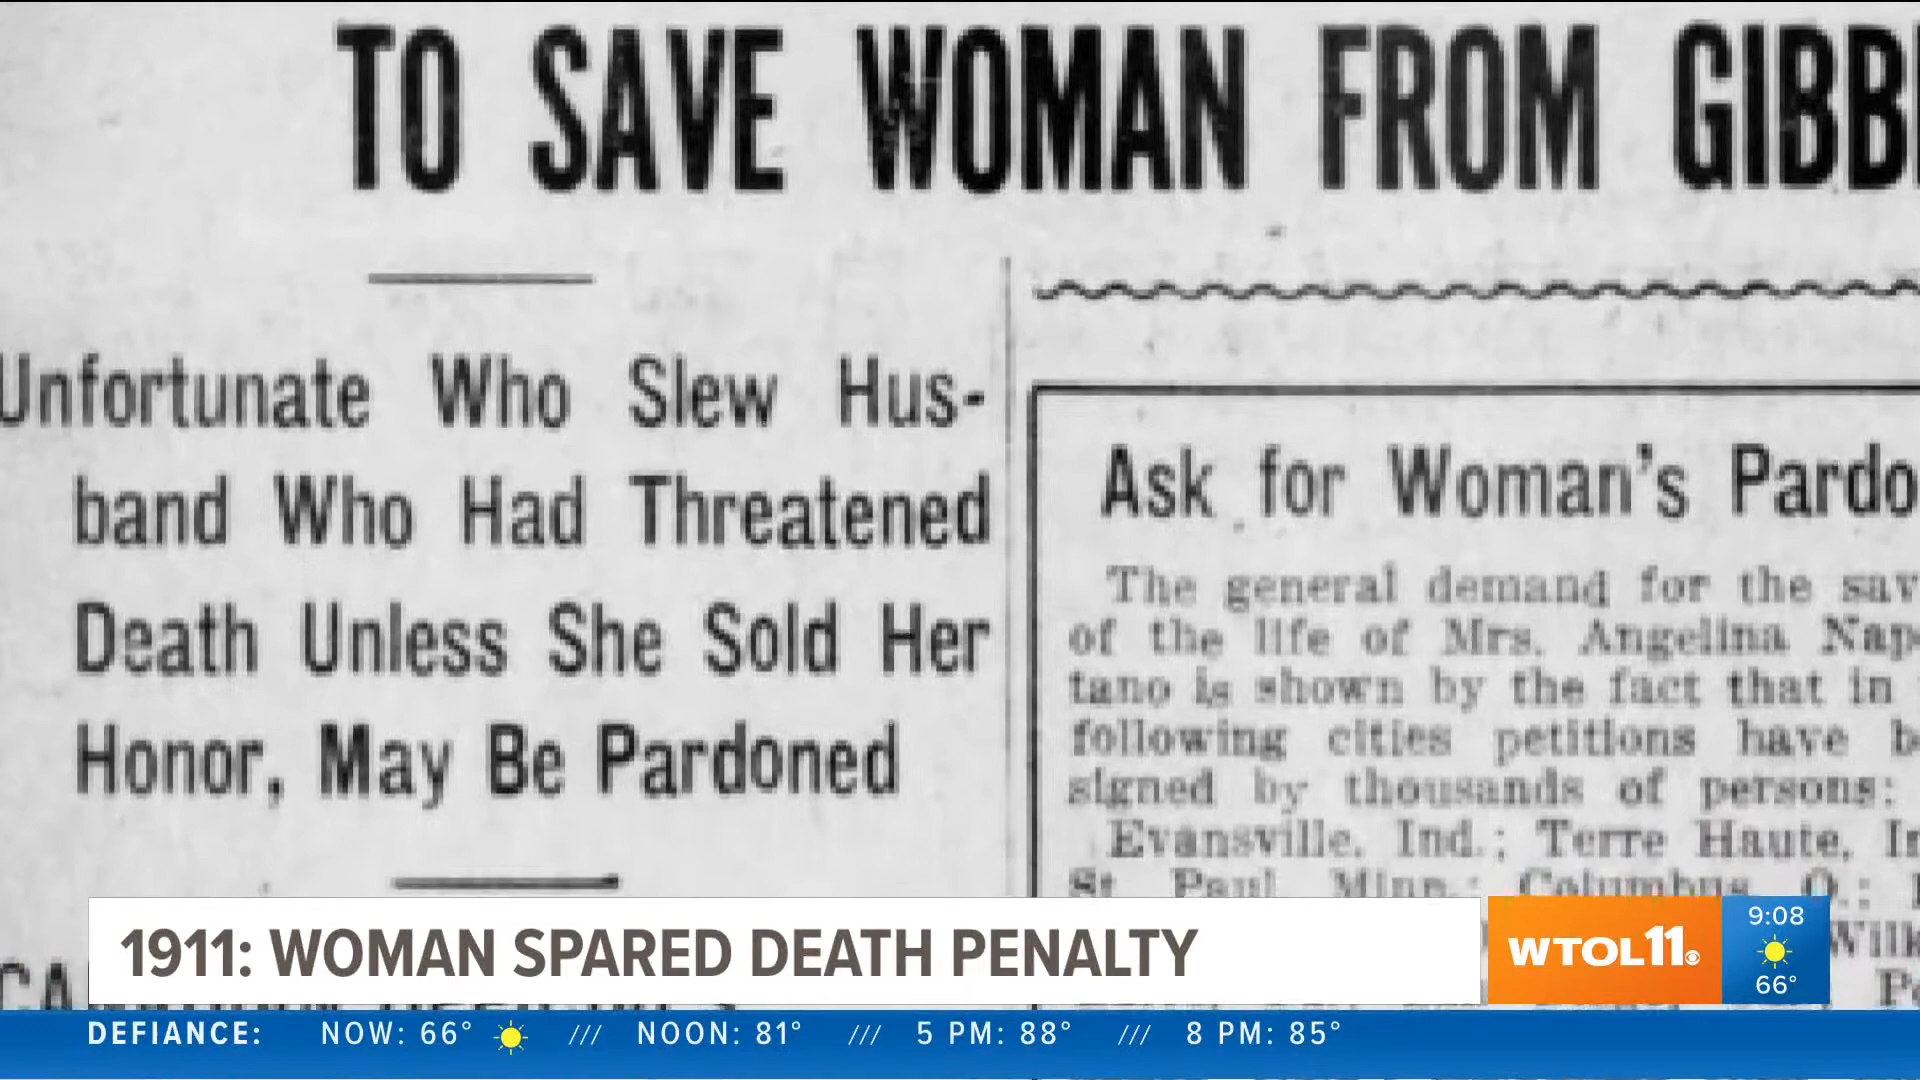 TO SAVE WOMAN FROM GIBB
Unfortunate Who Slew Hus-
band Who Had Threatened
Death Unless She Sold Her
Honor, May Be Pardoned
Ask for Woman's Pardo
The general demand for the sav
of the life of Mrs. Angelina Nap
tano is shown by the fact that in
following cities petitions have b
signed by thousands of persons:
Evansville, Ind.; Terre Haute, In
St. Paul, Minn.; Columbus, O.;
1911: WOMAN SPARED DEATH PENALTY
WTOL11
9:08
66°
DEFIANCE: NOW: 66° /// NOON: 81° /// 5 PM: 88° /// 8 PM: 85°